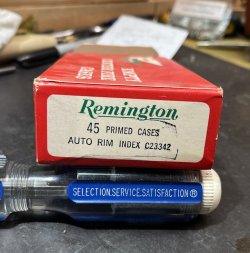 Remington®
45 PRIMED CASES
AUTO RIM INDEX C23342
SELECTION.SERVICE.SATISFACTION®